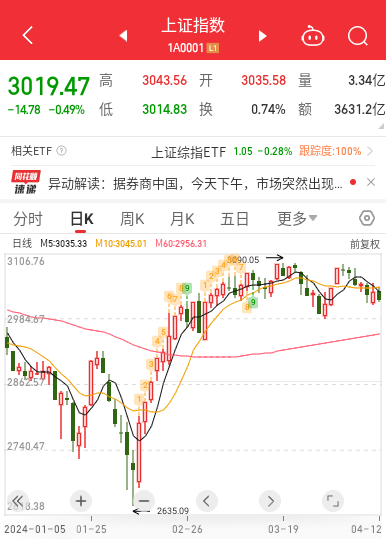 上证指数
1A0001 L1
3019.47 高 3043.56 开 3035.58 量 3.34亿
-14.78 -0.49% 低 3014.83 换 0.74% 额 3631.2亿
相关ETF ? 上证综指ETF 1.05 -0.28% 跟踪度:100%
同花顺速递 异动解读：据券商中国，今天下午，市场突然出现...
分时 日K 周K 月K 五日 更多
日线 M5:3035.33 M10:3045.01 M60:2956.31 前复权
3106.76
3090.05
2984.67
2862.57
2740.47
2635.09
2024-01-05 01-25 02-26 03-19 04-12